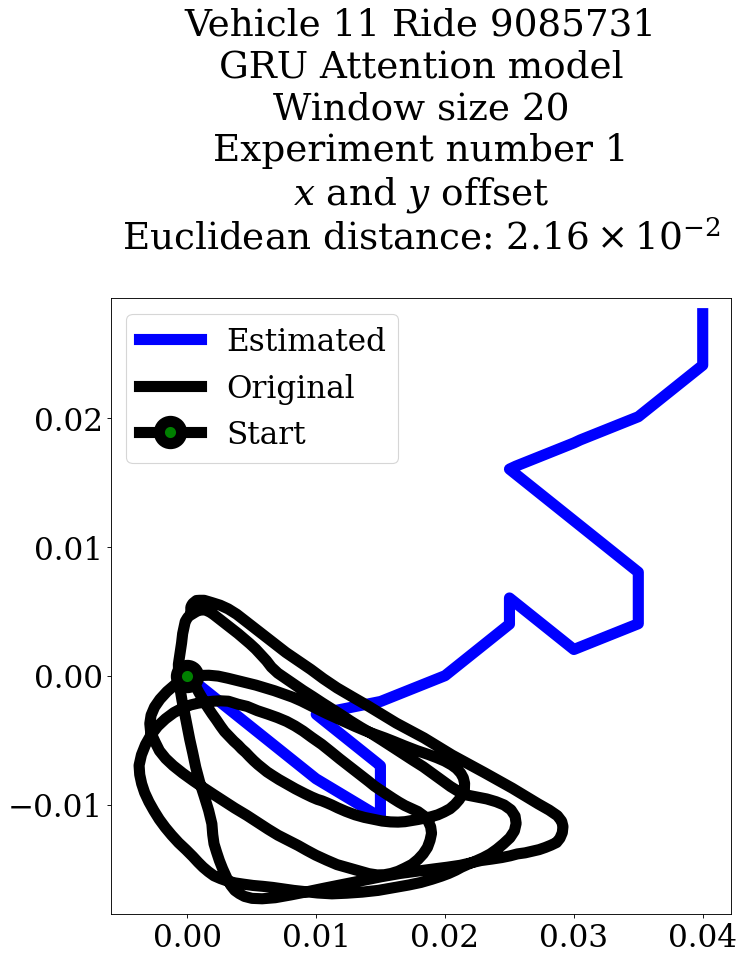 Vehicle 11 Ride 9085731
GRU Attention model
Window size 20
Experiment number 1
x and y offset
Euclidean distance: 2.16 × 10⁻²
Estimated
Original
Start
0.02
0.01
0.00
−0.01
0.00 0.01 0.02 0.03 0.04